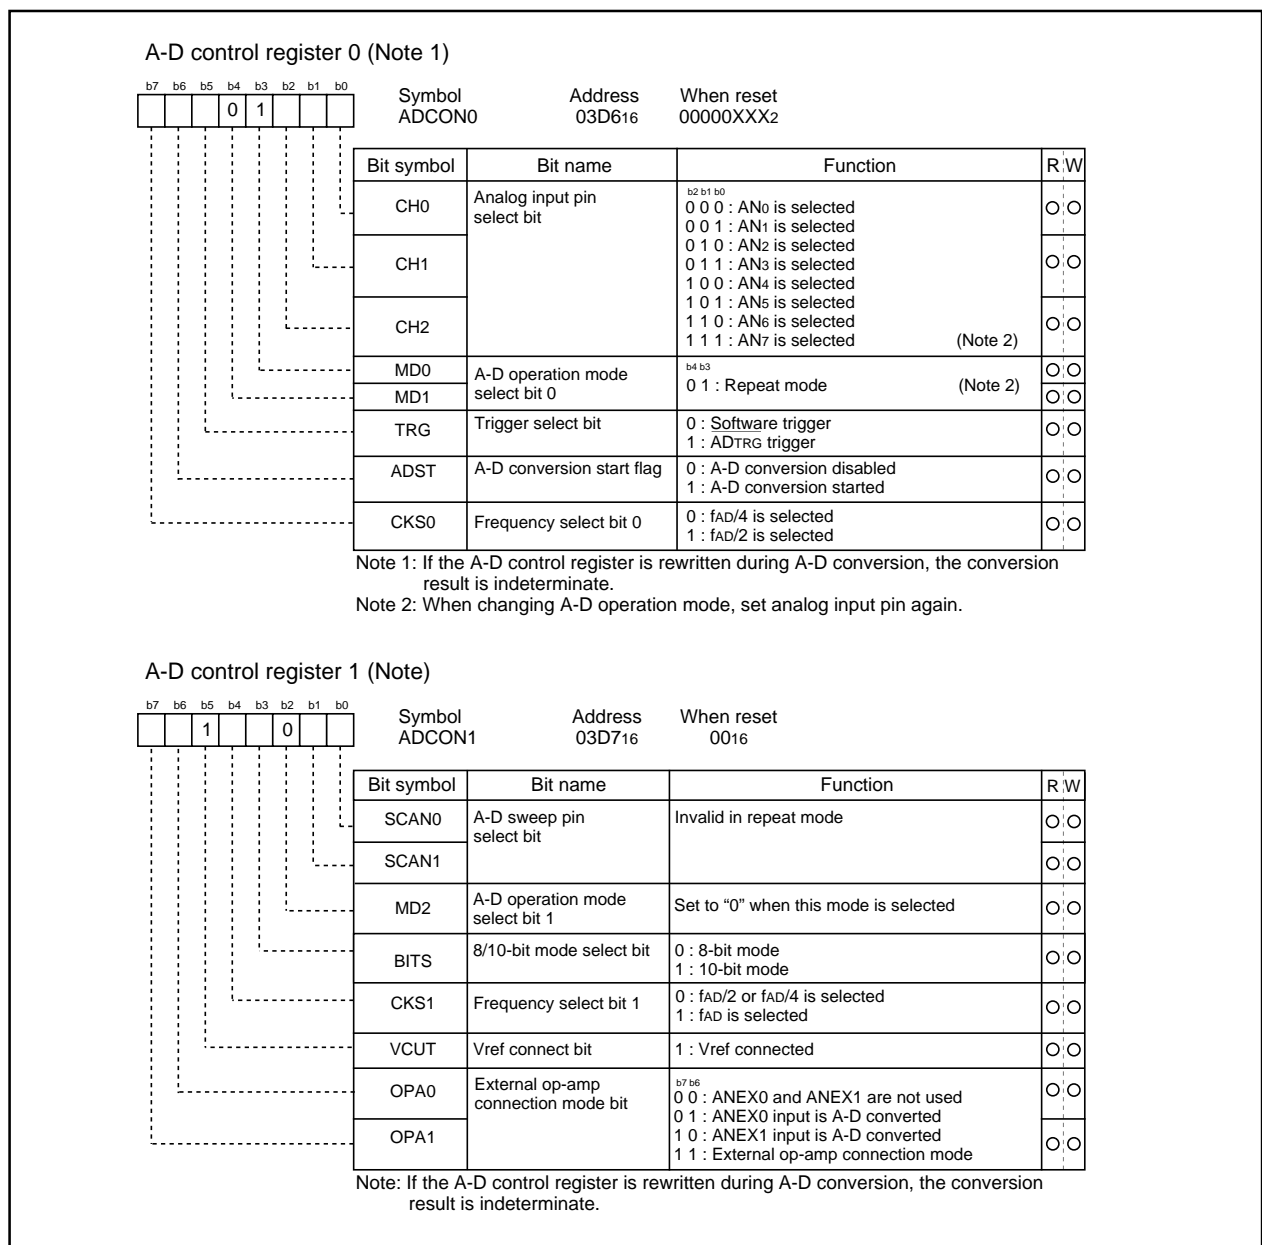 A-D control register 0 (Note 1)
b7 b6 b5 b4 b3 b2 b1 b0
0 1
Symbol Address When reset
ADCON0 03D616 00000XXX2
Bit symbol Bit name Function R W
CH0 Analog input pin
select bit
b2 b1 b0
0 0 0 : AN0 is selected
0 0 1 : AN1 is selected
0 1 0 : AN2 is selected
CH1 0 1 1 : AN3 is selected
1 0 0 : AN4 is selected
1 0 1 : AN5 is selected
CH2 1 1 0 : AN6 is selected
1 1 1 : AN7 is selected (Note 2)
MD0 A-D operation mode
MD1 select bit 0
b4 b3
0 1 : Repeat mode (Note 2)
TRG Trigger select bit 0 : Software trigger
1 : ADTRG trigger
ADST A-D conversion start flag 0 : A-D conversion disabled
1 : A-D conversion started
CKS0 Frequency select bit 0 0 : fAD/4 is selected
1 : fAD/2 is selected
Note 1: If the A-D control register is rewritten during A-D conversion, the conversion
result is indeterminate.
Note 2: When changing A-D operation mode, set analog input pin again.
A-D control register 1 (Note)
b7 b6 b5 b4 b3 b2 b1 b0
1 0
Symbol Address When reset
ADCON1 03D716 0016
Bit symbol Bit name Function R W
SCAN0 A-D sweep pin Invalid in repeat mode
select bit
SCAN1
MD2 A-D operation mode Set to “0” when this mode is selected
select bit 1
BITS 8/10-bit mode select bit 0 : 8-bit mode
1 : 10-bit mode
CKS1 Frequency select bit 1 0 : fAD/2 or fAD/4 is selected
1 : fAD is selected
VCUT Vref connect bit 1 : Vref connected
OPA0 External op-amp
connection mode bit
b7 b6
0 0 : ANEX0 and ANEX1 are not used
0 1 : ANEX0 input is A-D converted
OPA1 1 0 : ANEX1 input is A-D converted
1 1 : External op-amp connection mode
Note: If the A-D control register is rewritten during A-D conversion, the conversion
result is indeterminate.